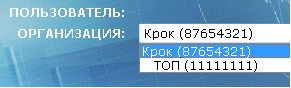 ПОЛЬЗОВАТЕЛЬ:
ОРГАНИЗАЦИЯ: Крок (87654321)
Крок (87654321)
ТОП (11111111)